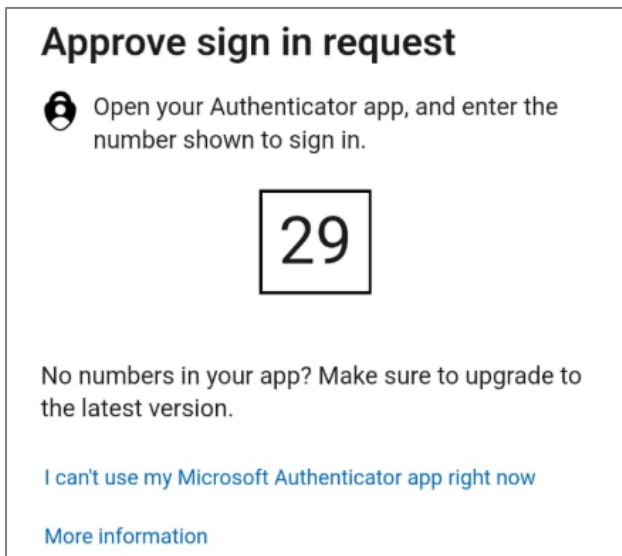 Approve sign in request
Open your Authenticator app, and enter the
number shown to sign in.
29
No numbers in your app? Make sure to upgrade to
the latest version.
I can't use my Microsoft Authenticator app right now
More information